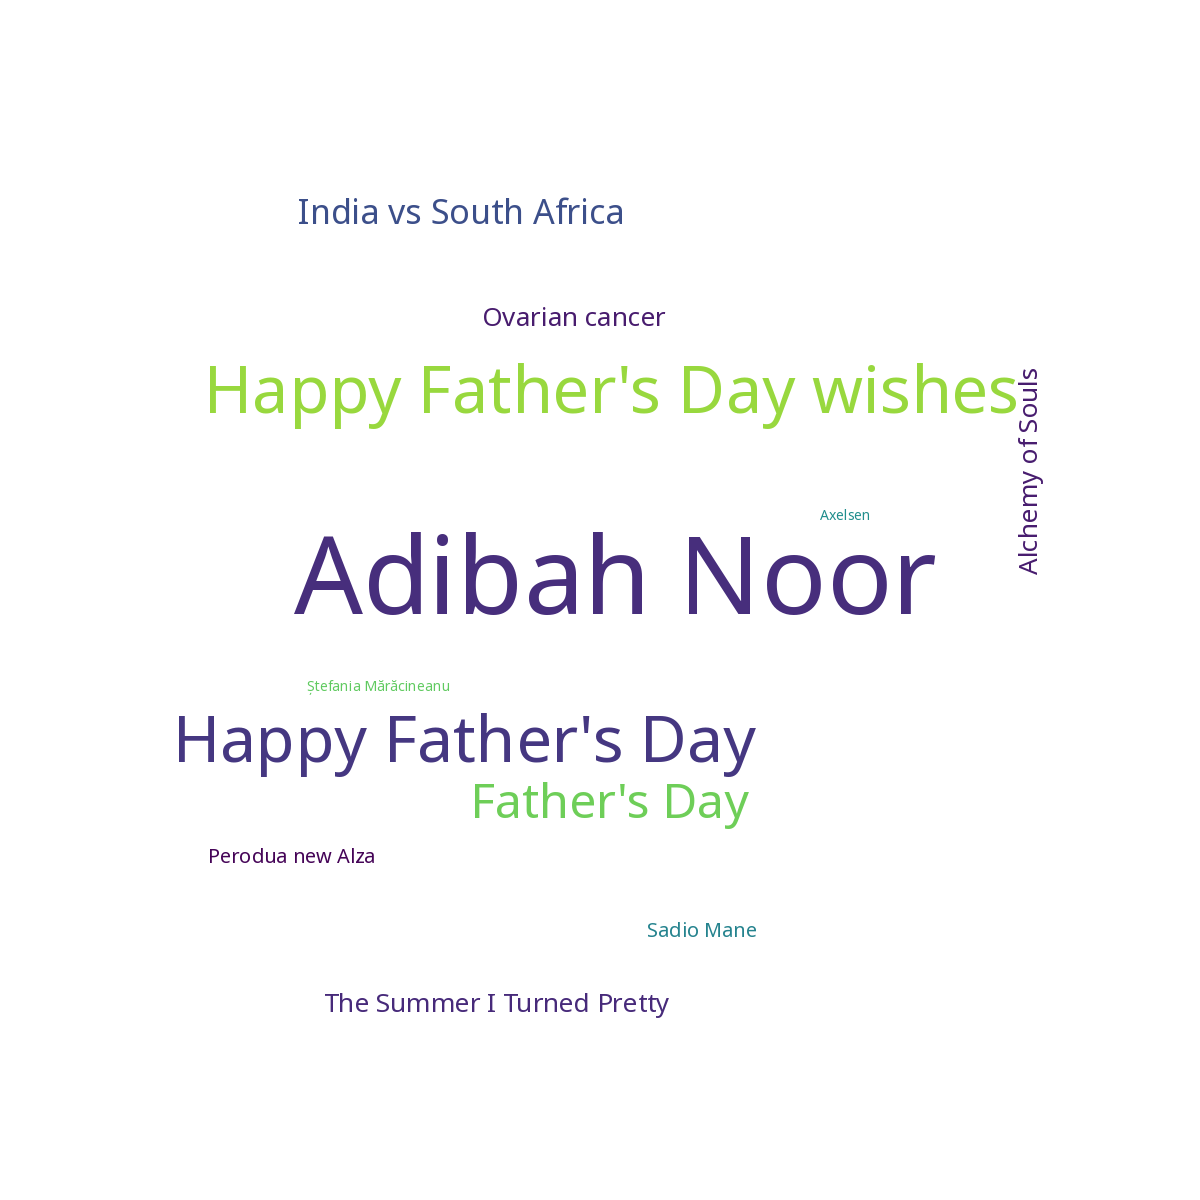 India vs South Africa
Ovarian cancer
Happy Father's Day wishes
Alchemy of Souls
Axelsen
Adibah Noor
Ștefania Mărăcineanu
Happy Father's Day
Father's Day
Perodua new Alza
Sadio Mane
The Summer I Turned Pretty